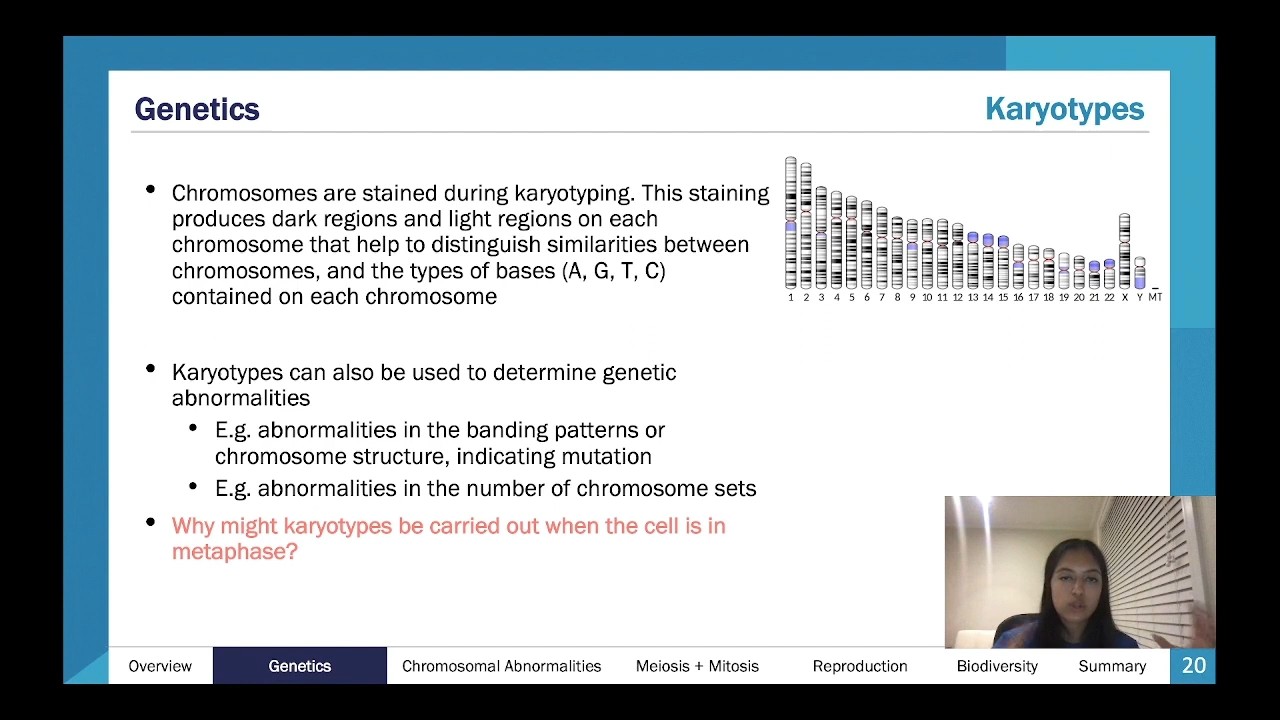 Genetics
Karyotypes
Chromosomes are stained during karyotyping. This staining
produces dark regions and light regions on each
chromosome that help to distinguish similarities between
chromosomes, and the types of bases (A, G, T, C)
contained on each chromosome
1 2 3 4 5 6 7 8 9 10 11 12 13 14 15 16 17 18 19 20 21 22 X Y MT
Karyotypes can also be used to determine genetic
abnormalities
E.g. abnormalities in the banding patterns or
chromosome structure, indicating mutation
E.g. abnormalities in the number of chromosome sets
Why might karyotypes be carried out when the cell is in
metaphase?
Overview Genetics Chromosomal Abnormalities Meiosis + Mitosis Reproduction Biodiversity Summary 20